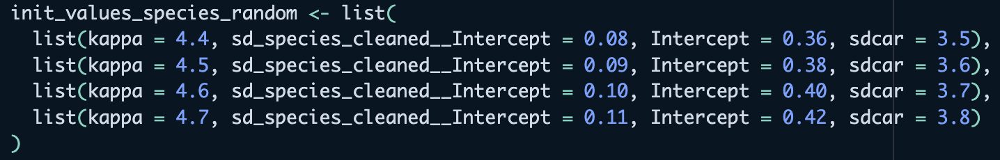 init_values_species_random <- list(
  list(kappa = 4.4, sd_species_cleaned__Intercept = 0.08, Intercept = 0.36, sdcar = 3.5),
  list(kappa = 4.5, sd_species_cleaned__Intercept = 0.09, Intercept = 0.38, sdcar = 3.6),
  list(kappa = 4.6, sd_species_cleaned__Intercept = 0.10, Intercept = 0.40, sdcar = 3.7),
  list(kappa = 4.7, sd_species_cleaned__Intercept = 0.11, Intercept = 0.42, sdcar = 3.8)
)